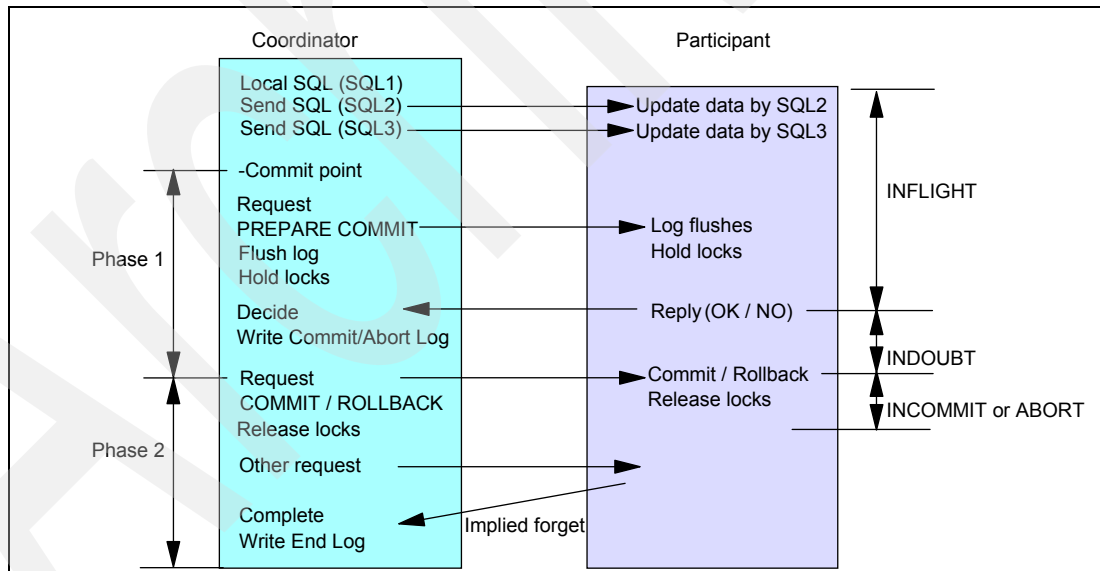 Coordinator
Participant
Local SQL (SQL1)
Send SQL (SQL2)
Update data by SQL2
Send SQL (SQL3)
Update data by SQL3
-Commit point
INFLIGHT
Request
PREPARE COMMIT
Log flushes
Phase 1
Flush log
Hold locks
Hold locks
Decide
Reply (OK / NO)
Write Commit/Abort Log
INDOUBT
Request
Commit / Rollback
COMMIT / ROLLBACK
Release locks
INCOMMIT or ABORT
Release locks
Phase 2
Other request
Complete
Implied forget
Write End Log